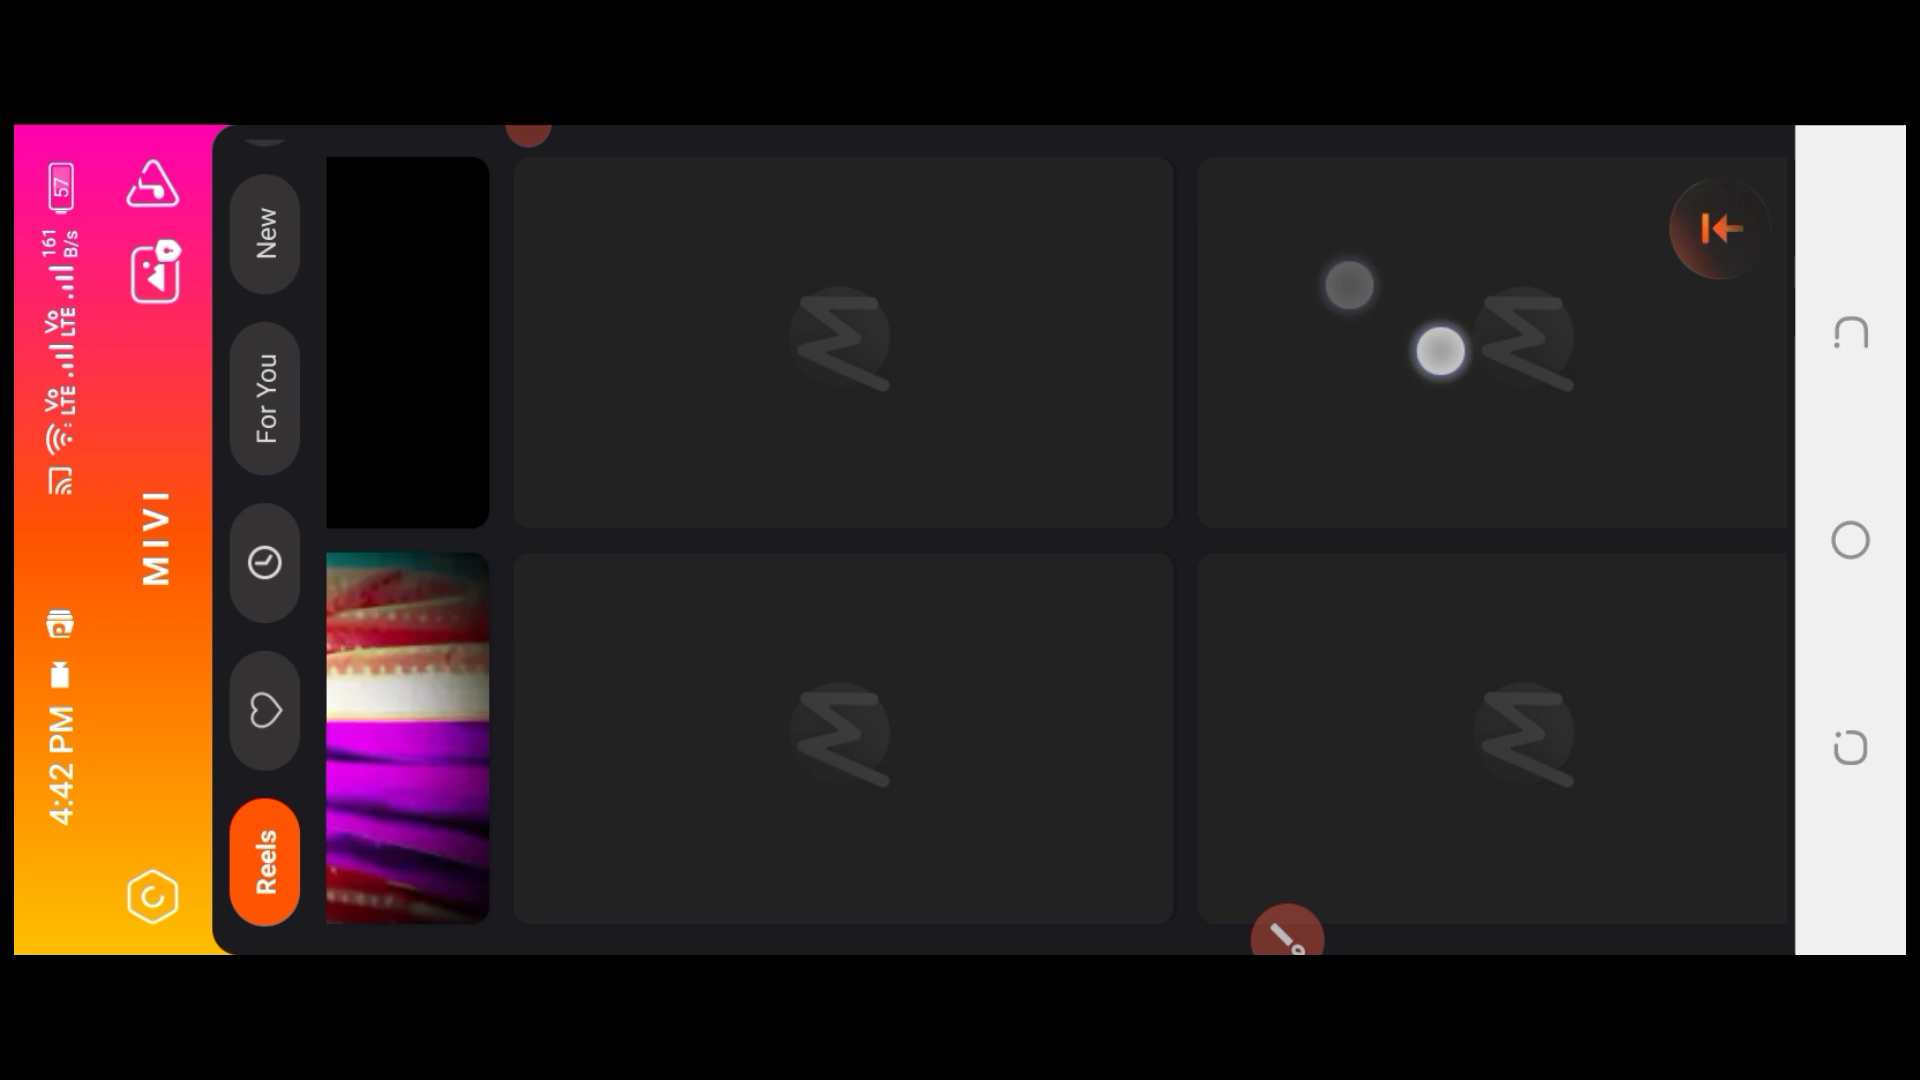 4:42 PM
Vo LTE Vo LTE 161 B/s 57
MIVI
Reels
For You
New